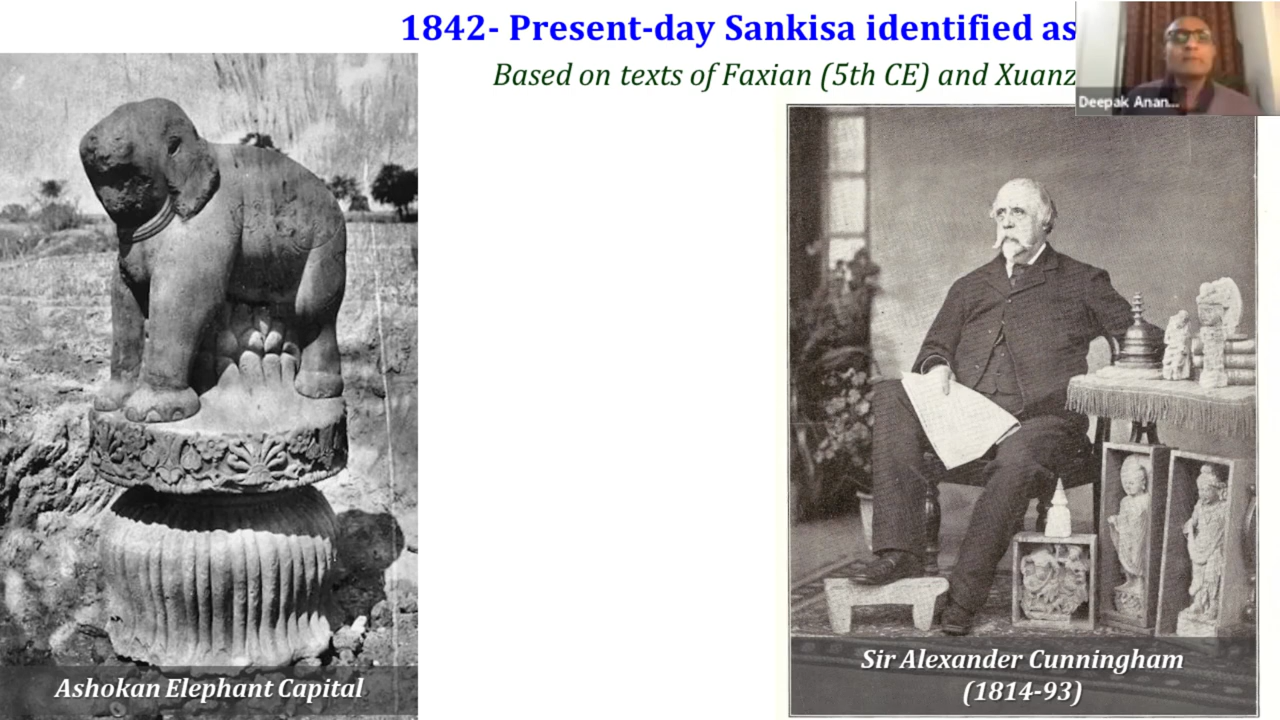 1842- Present-day Sankisa identified as
Based on texts of Faxian (5th CE) and Xuanz
Deepak Anan...
Ashokan Elephant Capital
Sir Alexander Cunningham
(1814-93)